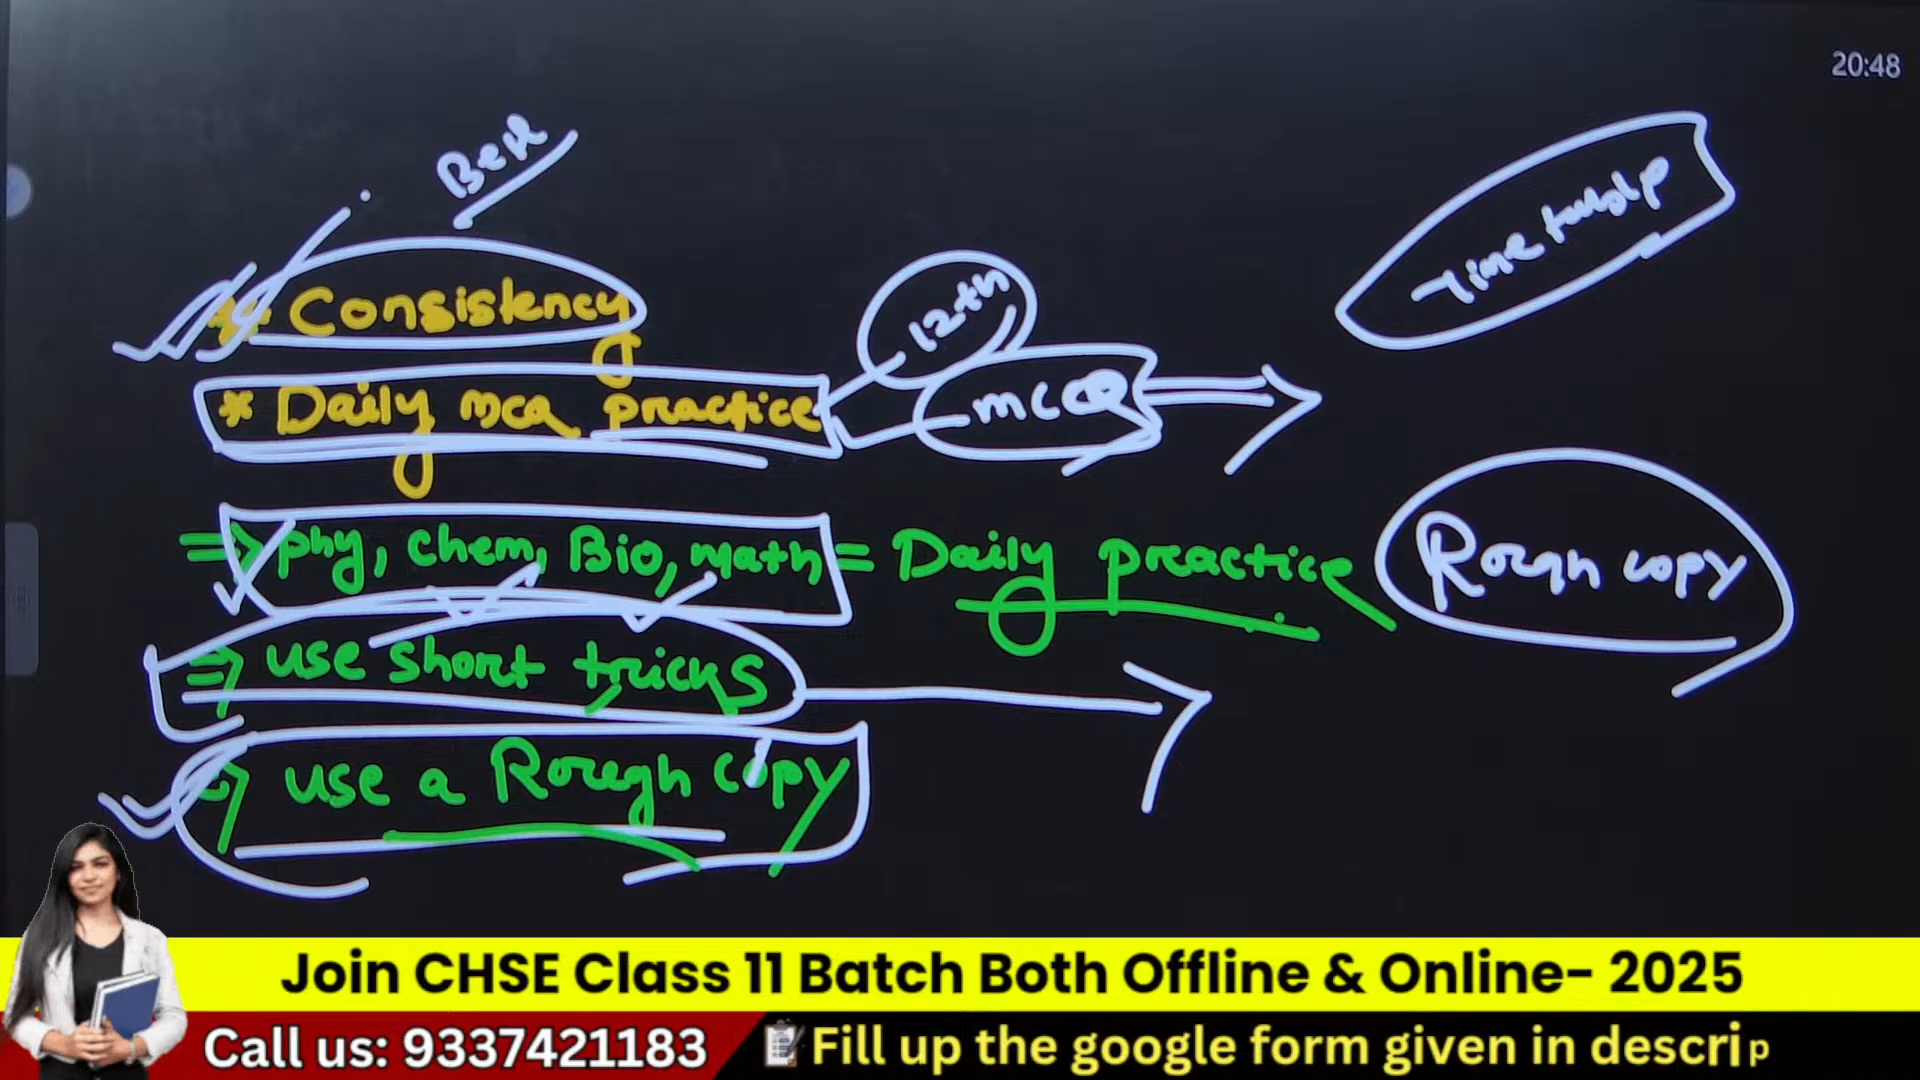 20:48
Best
* Consistency
12th
Time
* Daily mcq practice
mccQ
=> phy, chem, Bio, math = Daily practice
Rough copy
=> use short tricks
=> use a Rough copy
Join CHSE Class 11 Batch Both Offline & Online- 2025
Call us: 9337421183
Fill up the google form given in descrip